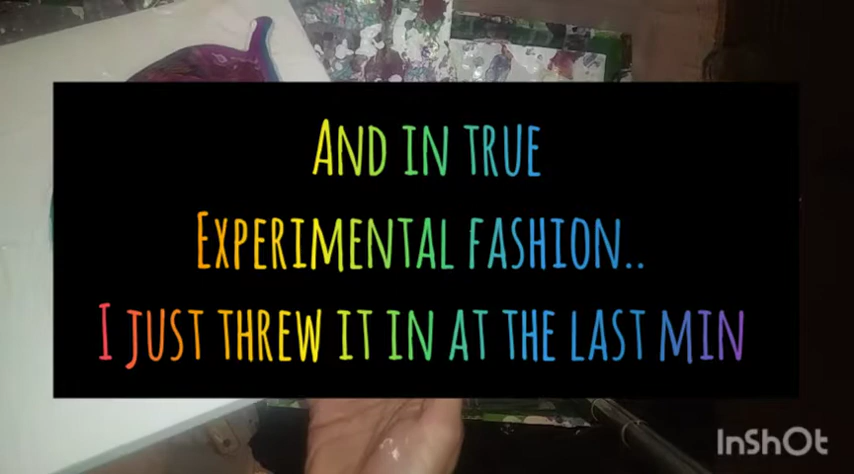 And in true
Experimental fashion..
I just threw it in at the last min
InShOt